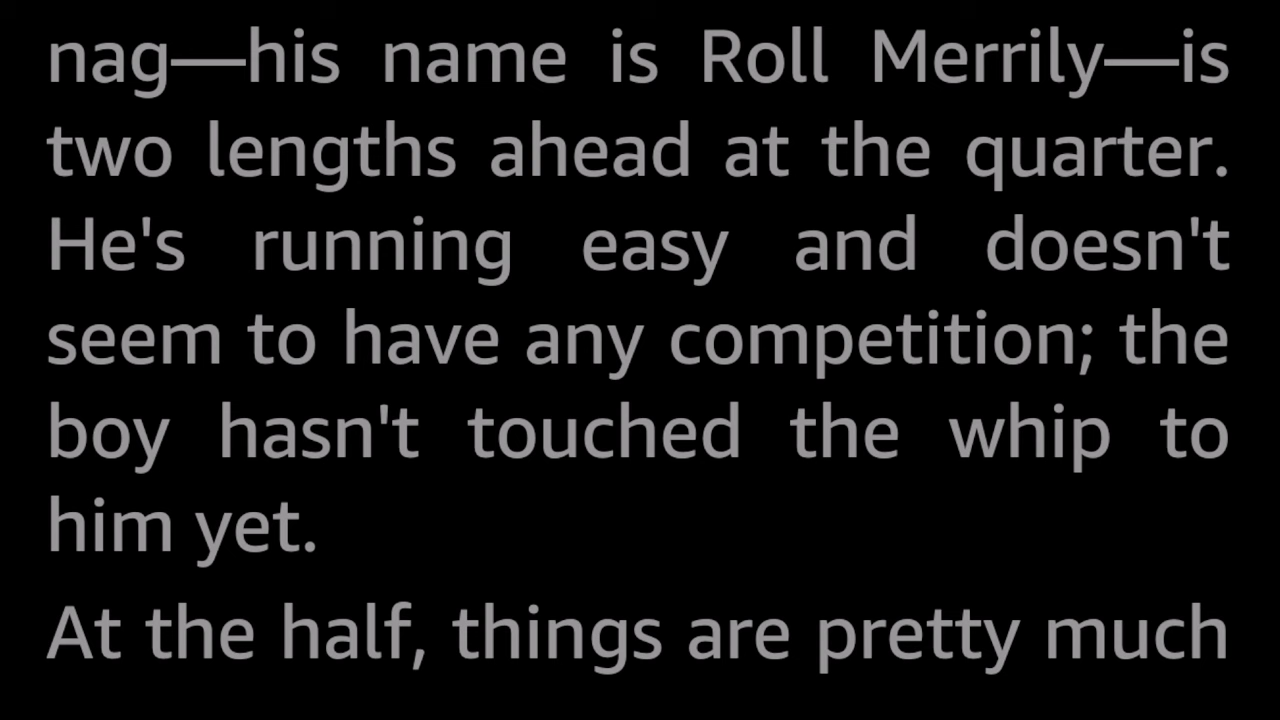 nag—his name is Roll Merrily—is
two lengths ahead at the quarter.
He's running easy and doesn't
seem to have any competition; the
boy hasn't touched the whip to
him yet.
At the half, things are pretty much